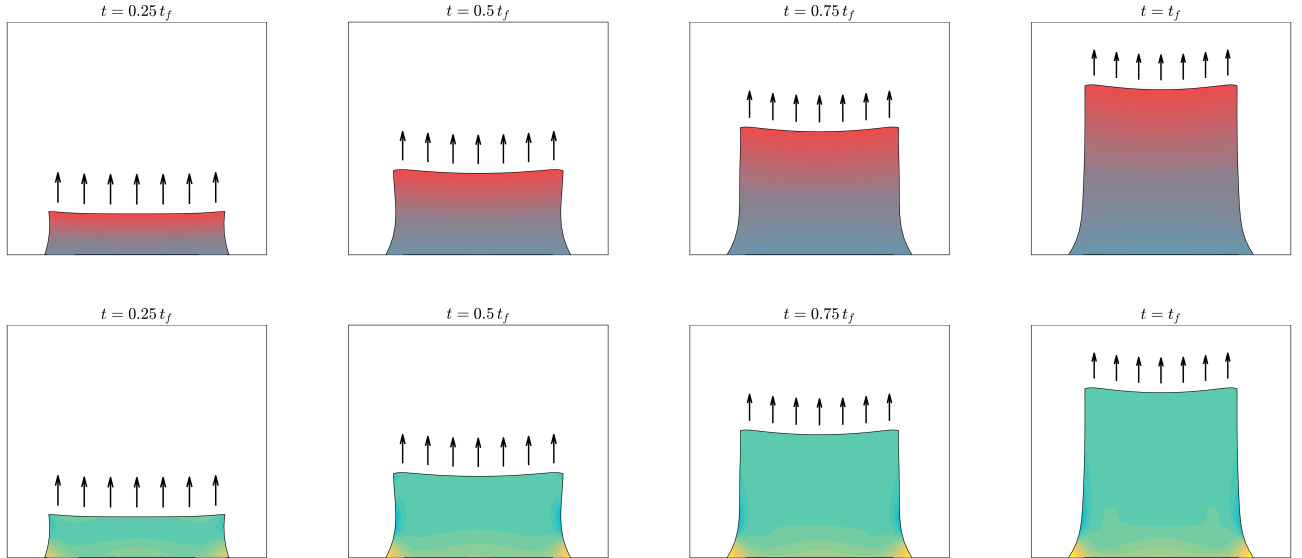 t = 0.25 t_f
t = 0.5 t_f
t = 0.75 t_f
t = t_f
t = 0.25 t_f
t = 0.5 t_f
t = 0.75 t_f
t = t_f